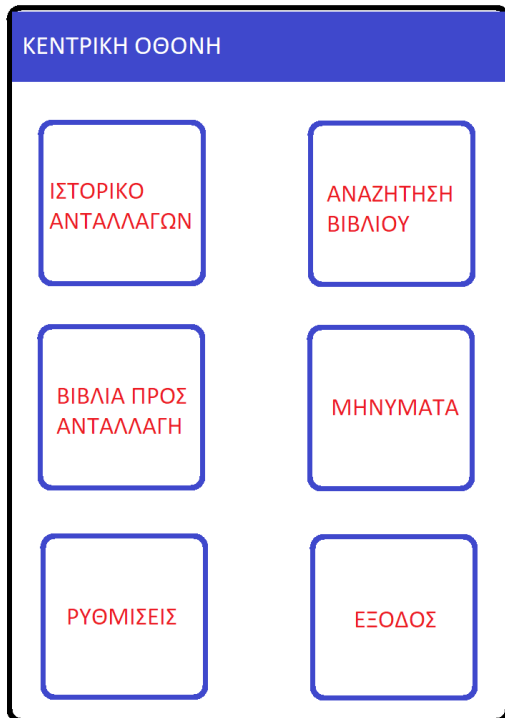 ΚΕΝΤΡΙΚΗ ΟΘΟΝΗ
ΙΣΤΟΡΙΚΟ
ΑΝΤΑΛΛΑΓΩΝ
ΑΝΑΖΗΤΗΣΗ
ΒΙΒΛΙΟΥ
ΒΙΒΛΙΑ ΠΡΟΣ
ΑΝΤΑΛΛΑΓΗ
ΜΗΝΥΜΑΤΑ
ΡΥΘΜΙΣΕΙΣ
ΕΞΟΔΟΣ